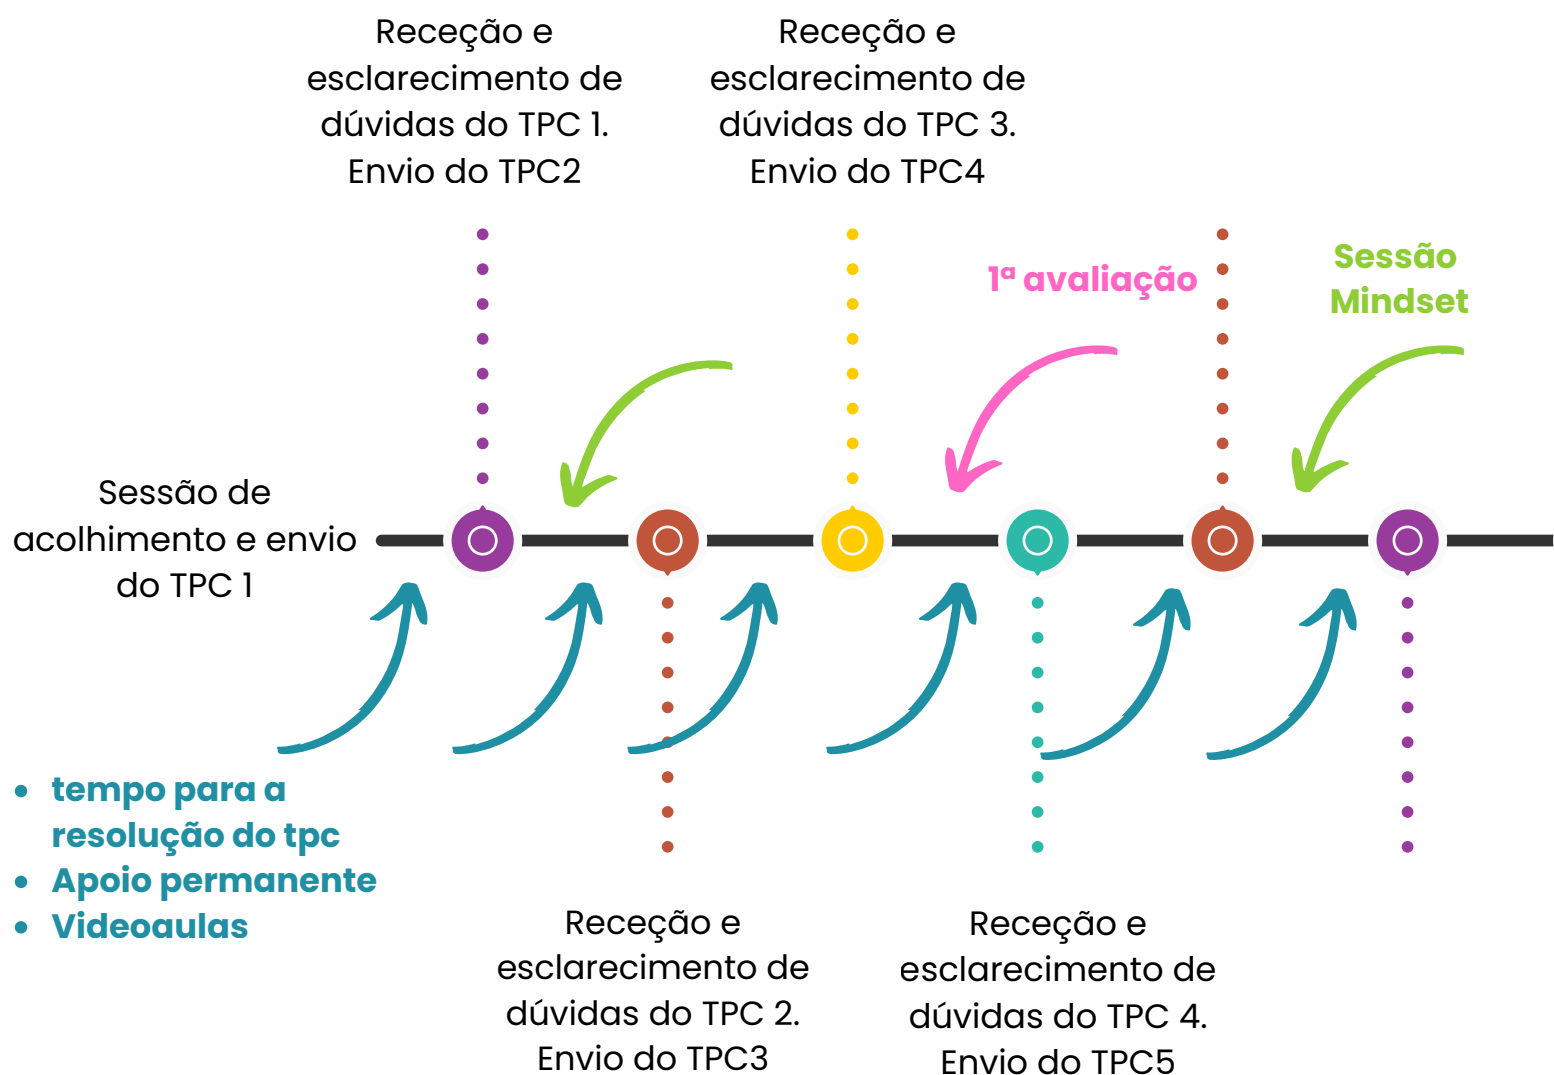 Receção e
esclarecimento de
dúvidas do TPC 1.
Envio do TPC2
Receção e
esclarecimento de
dúvidas do TPC 3.
Envio do TPC4
1ª avaliação
Sessão
Mindset
Sessão de
acolhimento e envio
do TPC 1
• tempo para a
resolução do tpc
• Apoio permanente
• Videoaulas
Receção e
esclarecimento de
dúvidas do TPC 2.
Envio do TPC3
Receção e
esclarecimento de
dúvidas do TPC 4.
Envio do TPC5